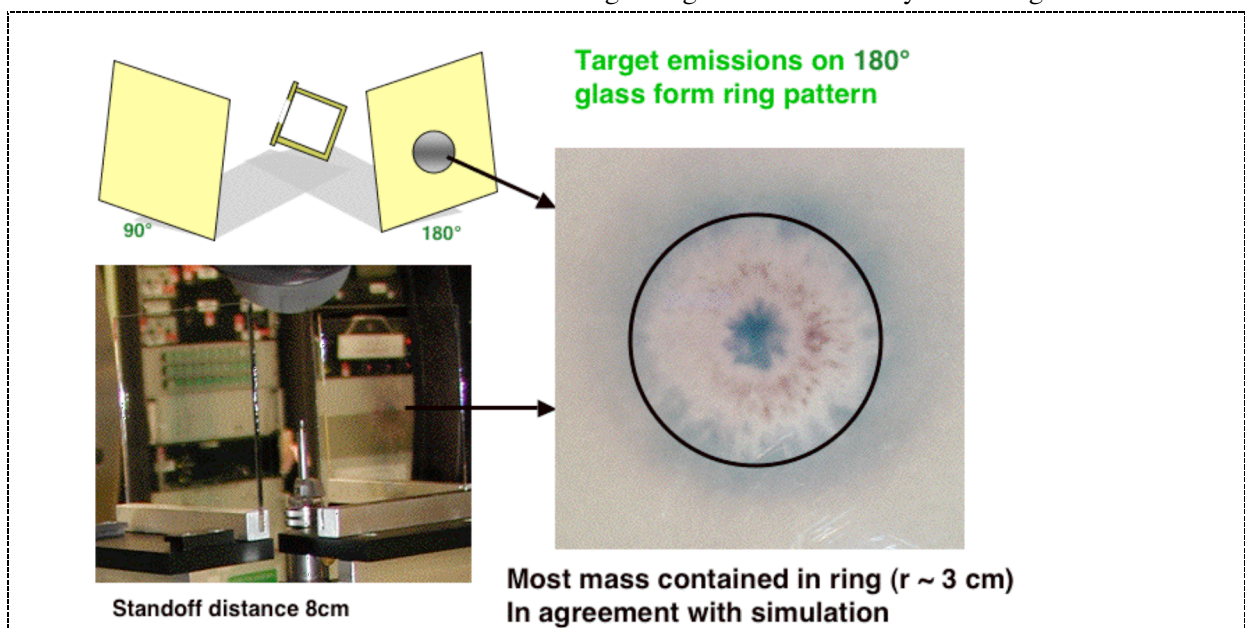 Target emissions on 180°
glass form ring pattern
90°
180°
Standoff distance 8cm
Most mass contained in ring (r ~ 3 cm)
In agreement with simulation